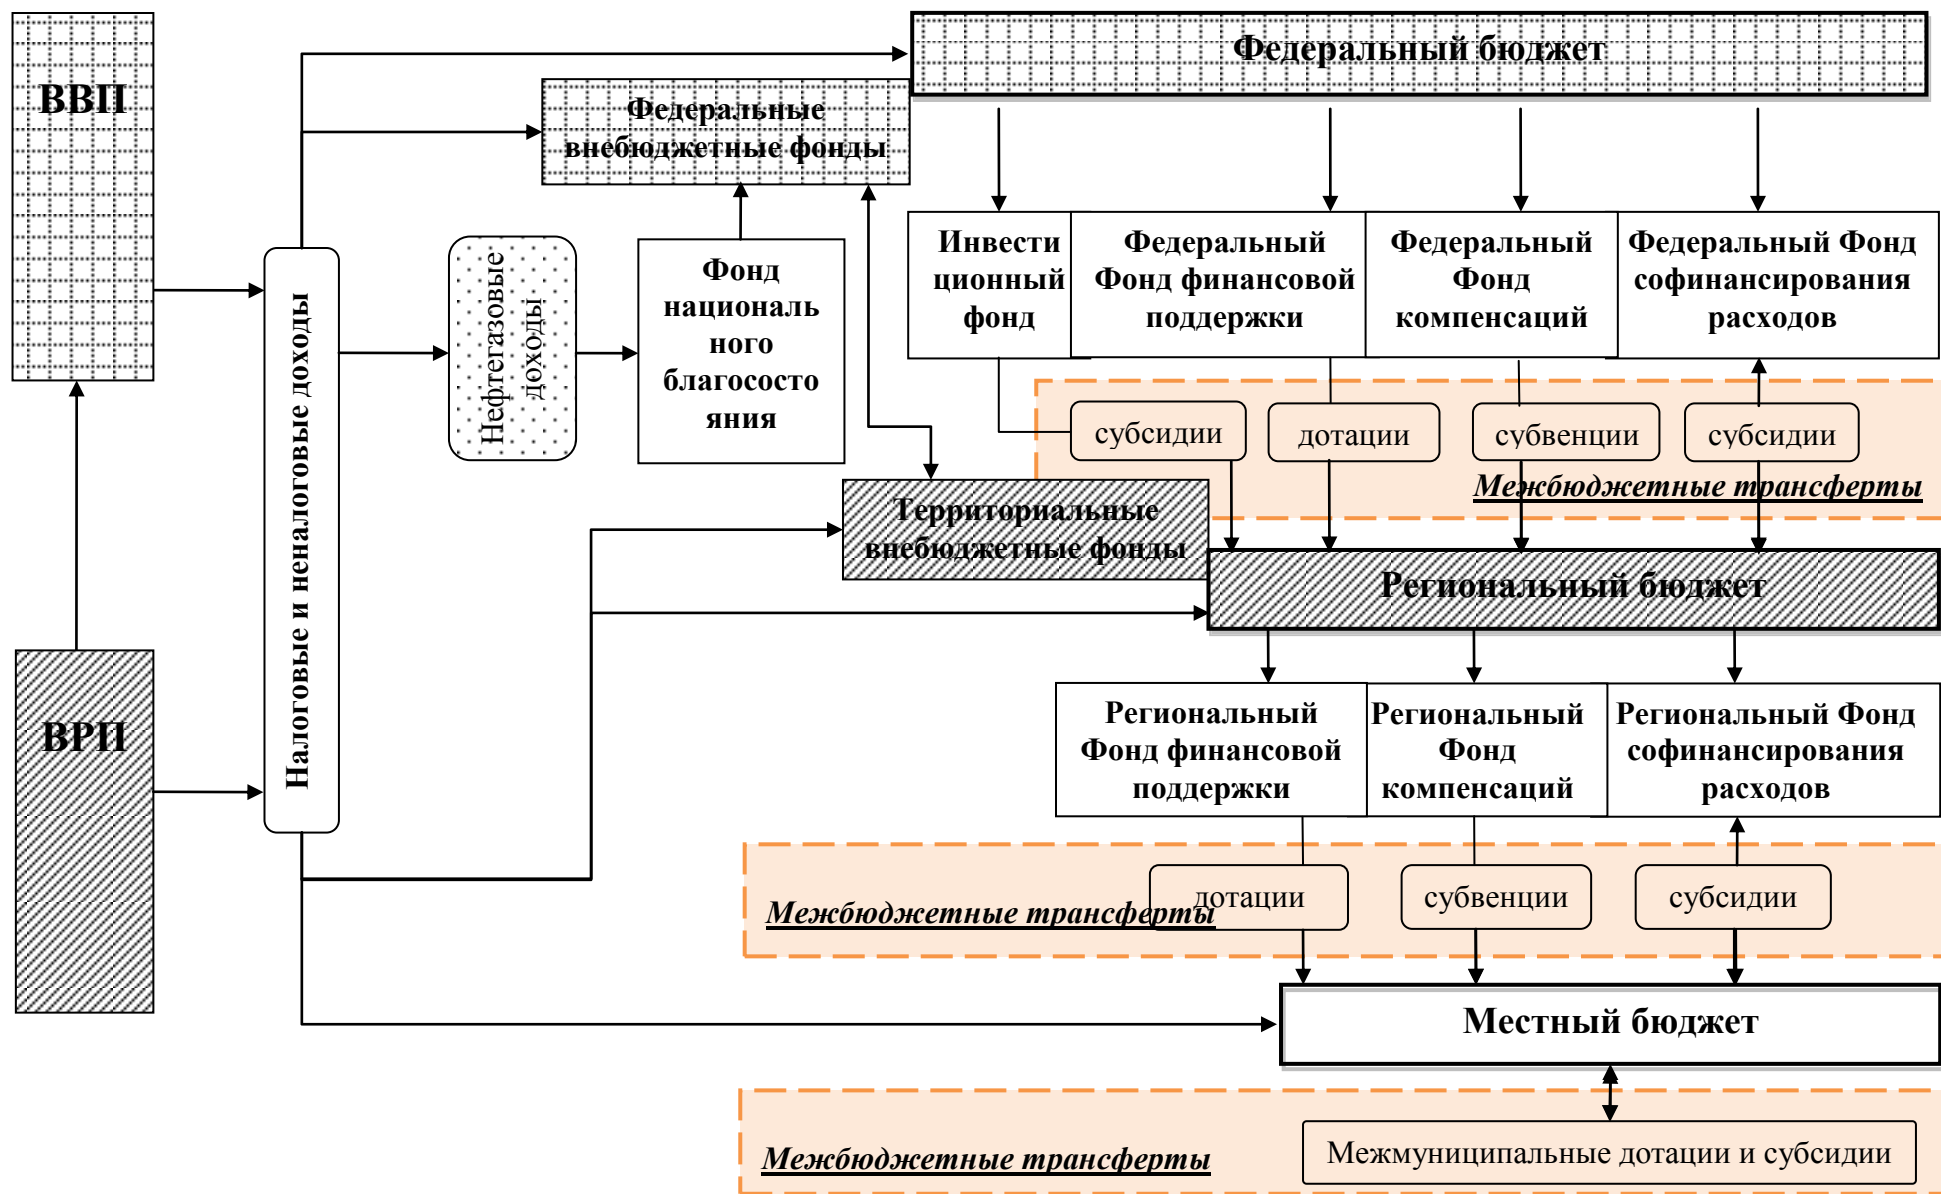 Федеральный бюджет
ВВП
Федеральные
внебюджетные фонды
Налоговые и неналоговые доходы
Нефтегазовые
доходы
Фонд
националь
ного
благосостo
яния
Инвести
ционный
фонд
Федеральный
Фонд финансовой
поддержки
Федеральный
Фонд
компенсаций
Федеральный Фонд
софинансирования
расходов
субсидии
дотации
субвенции
субсидии
Межбюджетные трансферты
Территориальные
внебюджетные фонды
Региональный бюджет
ВРП
Региональный
Фонд финансовой
поддержки
Региональный
Фонд
компенсаций
Региональный Фонд
софинансирования
расходов
дотации
субвенции
субсидии
Межбюджетные трансферты
Местный бюджет
Межбюджетные трансферты
Межмуниципальные дотации и субсидии